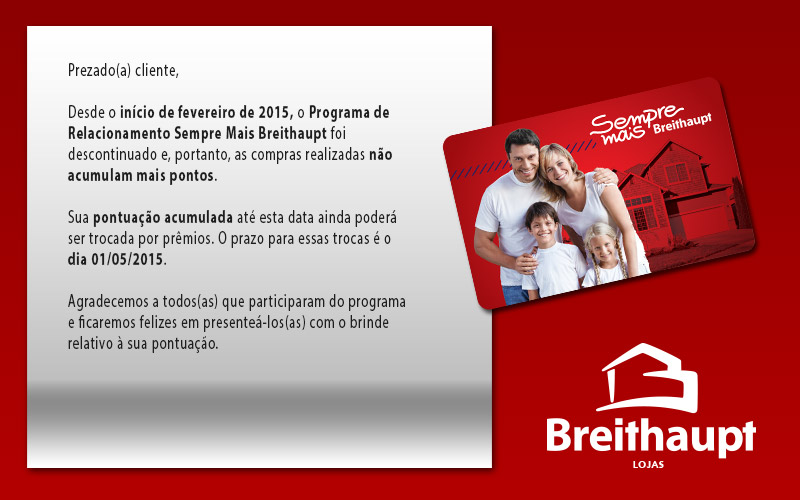 Prezado(a) cliente,
Desde o início de fevereiro de 2015, o Programa de
Relacionamento Sempre Mais Breithaupt foi
descontinuado e, portanto, as compras realizadas não
acumulam mais pontos.
Sua pontuação acumulada até esta data ainda poderá
ser trocada por prêmios. O prazo para essas trocas é o
dia 01/05/2015.
Agradecemos a todos(as) que participaram do programa
e ficaremos felizes em presenteá-los(as) com o brinde
relativo à sua pontuação.
Sempre
mais Breithaupt
Breithaupt
LOJAS